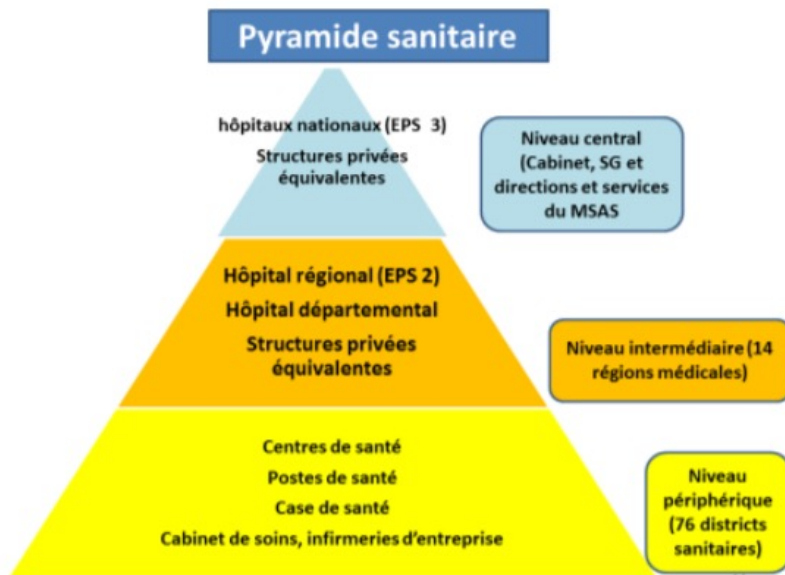 Pyramide sanitaire
hôpitaux nationaux (EPS 3)
Structures privées
équivalentes
Niveau central
(Cabinet, SG et
directions et services
du MSAS
Hôpital régional (EPS 2)
Hôpital départemental
Structures privées
équivalentes
Niveau intermédiaire (14
régions médicales)
Centres de santé
Postes de santé
Case de santé
Cabinet de soins, infirmeries d'entreprise
Niveau
périphérique
(76 districts
sanitaires)